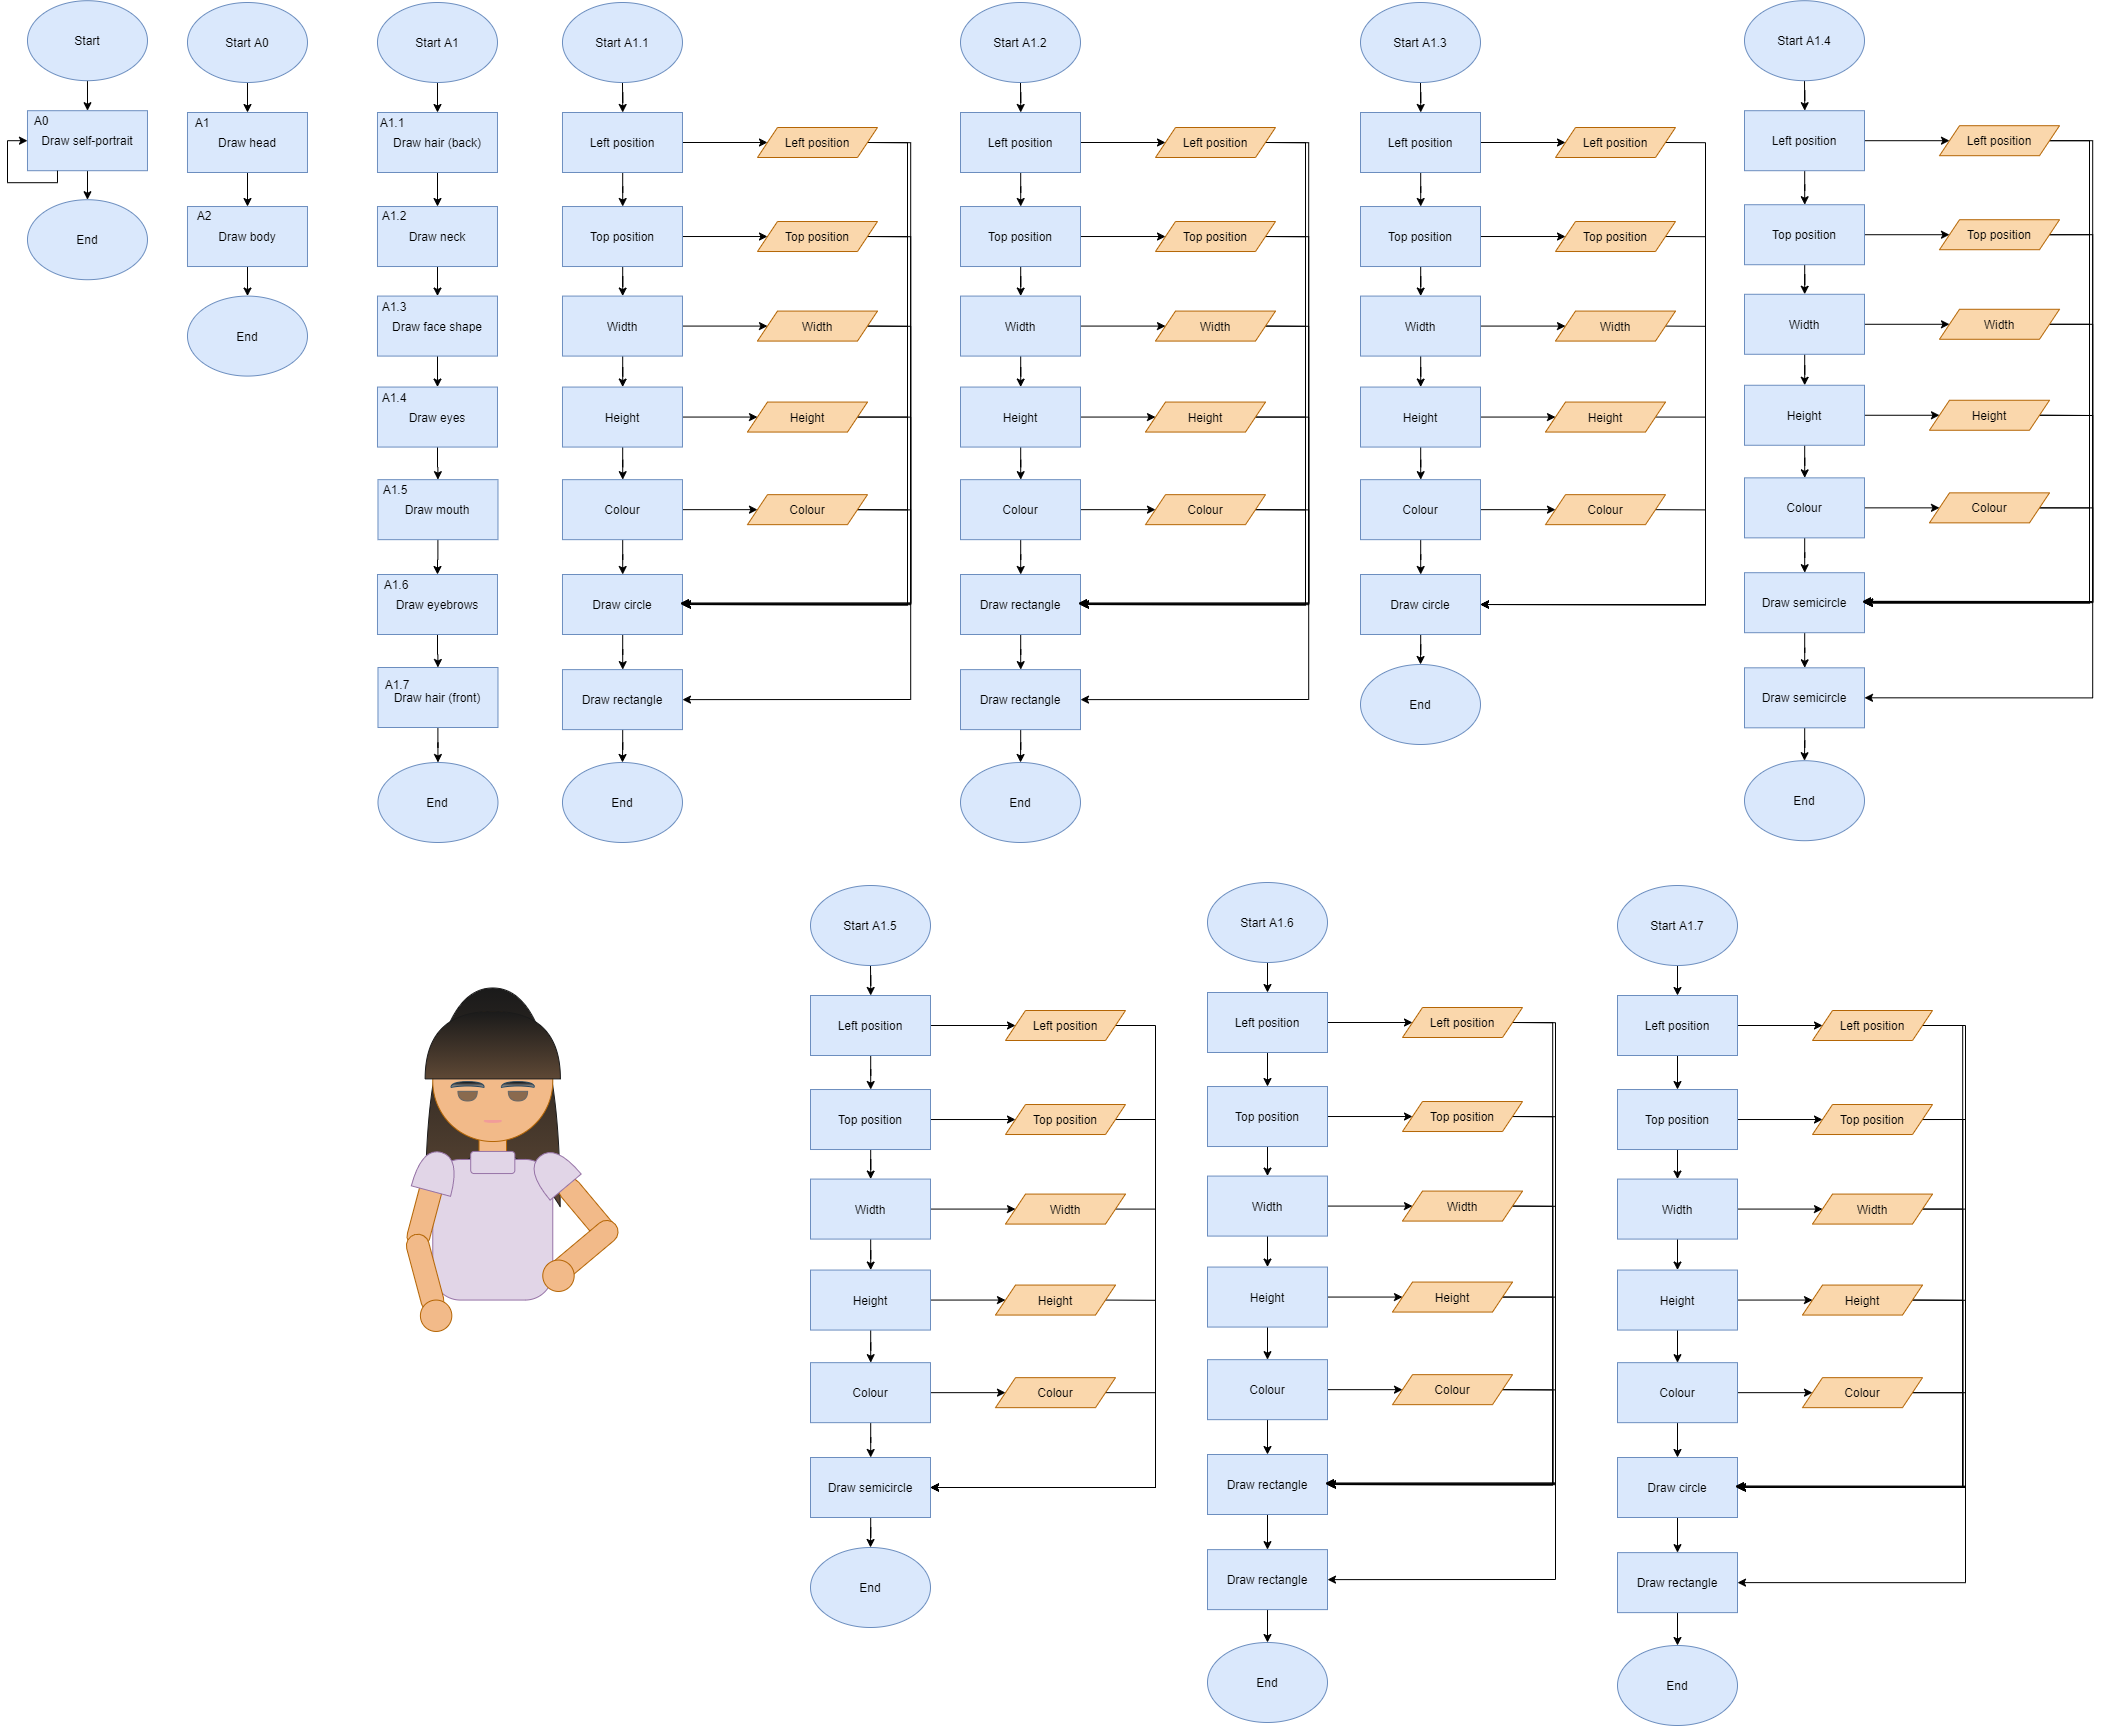 Start
A0
Draw self-portrait
End
Start A0
A1
Draw head
A2
Draw body
End
Start A1
A1.1
Draw hair (back)
A1.2
Draw neck
A1.3
Draw face shape
A1.4
Draw eyes
A1.5
Draw mouth
A1.6
Draw eyebrows
A1.7
Draw hair (front)
End
Start A1.1
Left position
Left position
Top position
Top position
Width
Width
Height
Height
Colour
Colour
Draw circle
Draw rectangle
End
Start A1.2
Left position
Left position
Top position
Top position
Width
Width
Height
Height
Colour
Colour
Draw rectangle
Draw rectangle
End
Start A1.3
Left position
Left position
Top position
Top position
Width
Width
Height
Height
Colour
Colour
Draw circle
End
Start A1.4
Left position
Left position
Top position
Top position
Width
Width
Height
Height
Colour
Colour
Draw semicircle
Draw semicircle
End
Start A1.5
Left position
Left position
Top position
Top position
Width
Width
Height
Height
Colour
Colour
Draw semicircle
End
Start A1.6
Left position
Left position
Top position
Top position
Width
Width
Height
Height
Colour
Colour
Draw rectangle
Draw rectangle
End
Start A1.7
Left position
Left position
Top position
Top position
Width
Width
Height
Height
Colour
Colour
Draw circle
Draw rectangle
End